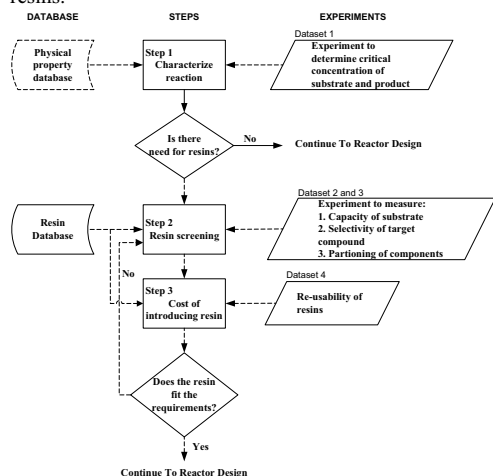 resins.
DATABASE
STEPS
EXPERIMENTS
Physical
property
database
Step 1
Characterize
reaction
Dataset 1
Experiment to
determine critical
concentration of
substrate and product
Is there
need for resins?
No
Continue To Reactor Design
Resin
Database
Step 2
Resin screening
Dataset 2 and 3
Experiment to measure:
1. Capacity of substrate
2. Selectivity of target
compound
3. Partioning of components
No
Step 3
Cost of
introducing resin
Dataset 4
Re-usability of
resins
Does the resin
fit the
requirements?
Yes
Continue To Reactor Design